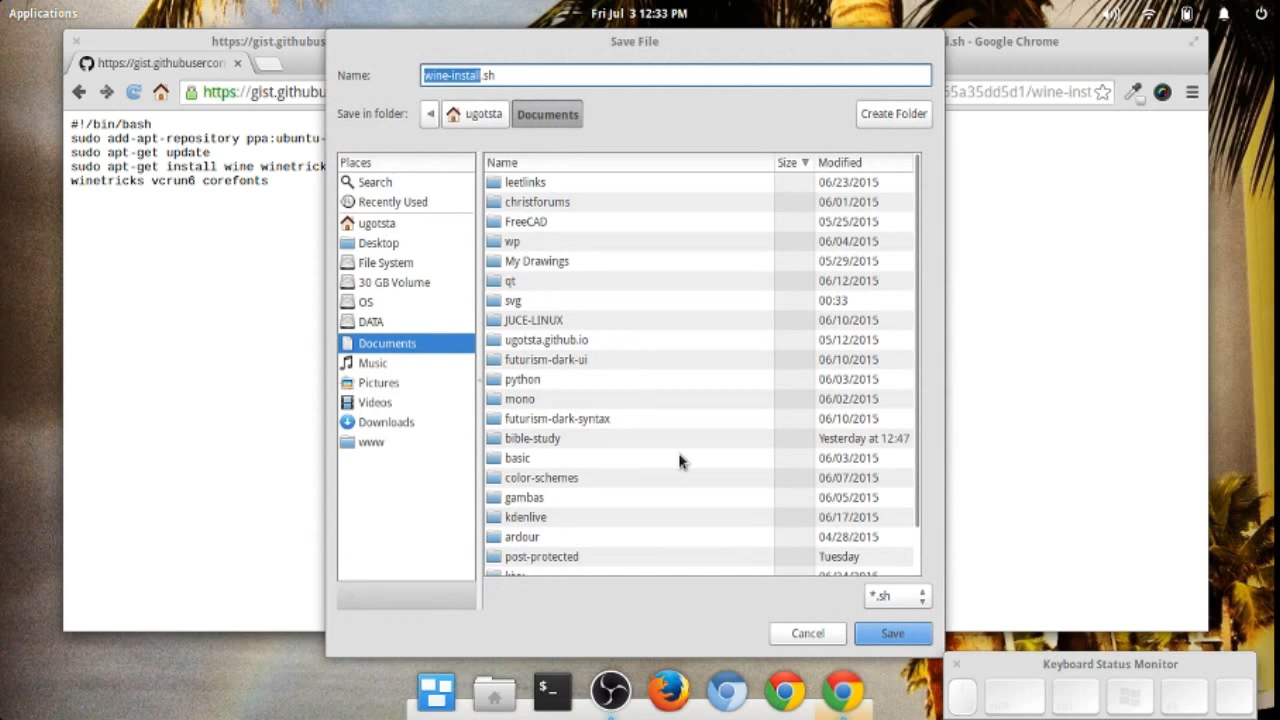 Applications
Fri Jul 3 12:33 PM
https://gist.githubus
Save File
l.sh - Google Chrome
https://gist.githubusercon
Name:
wine-install.sh
https://gist.githubu
55a35dd5d1/wine-inst
Save in folder:
ugotsta
Documents
Create Folder
#!/bin/bash
sudo add-apt-repository ppa:ubuntu-
sudo apt-get update
sudo apt-get install wine winetrick
winetricks vcrun6 corefonts
Places
Search
Recently Used
ugotsta
Desktop
File System
30 GB Volume
OS
DATA
Documents
Music
Pictures
Videos
Downloads
www
Name Size Modified
leetlinks 06/23/2015
christforums 06/01/2015
FreeCAD 05/25/2015
wp 06/04/2015
My Drawings 05/29/2015
qt 06/12/2015
svg 00:33
JUCE-LINUX 06/10/2015
ugotsta.github.io 05/12/2015
futurism-dark-ui 06/10/2015
python 06/03/2015
mono 06/02/2015
futurism-dark-syntax 06/10/2015
bible-study Yesterday at 12:47
basic 06/03/2015
color-schemes 06/07/2015
gambas 06/05/2015
kdenlive 06/17/2015
ardour 04/28/2015
post-protected Tuesday
*.sh
Cancel
Save
Keyboard Status Monitor